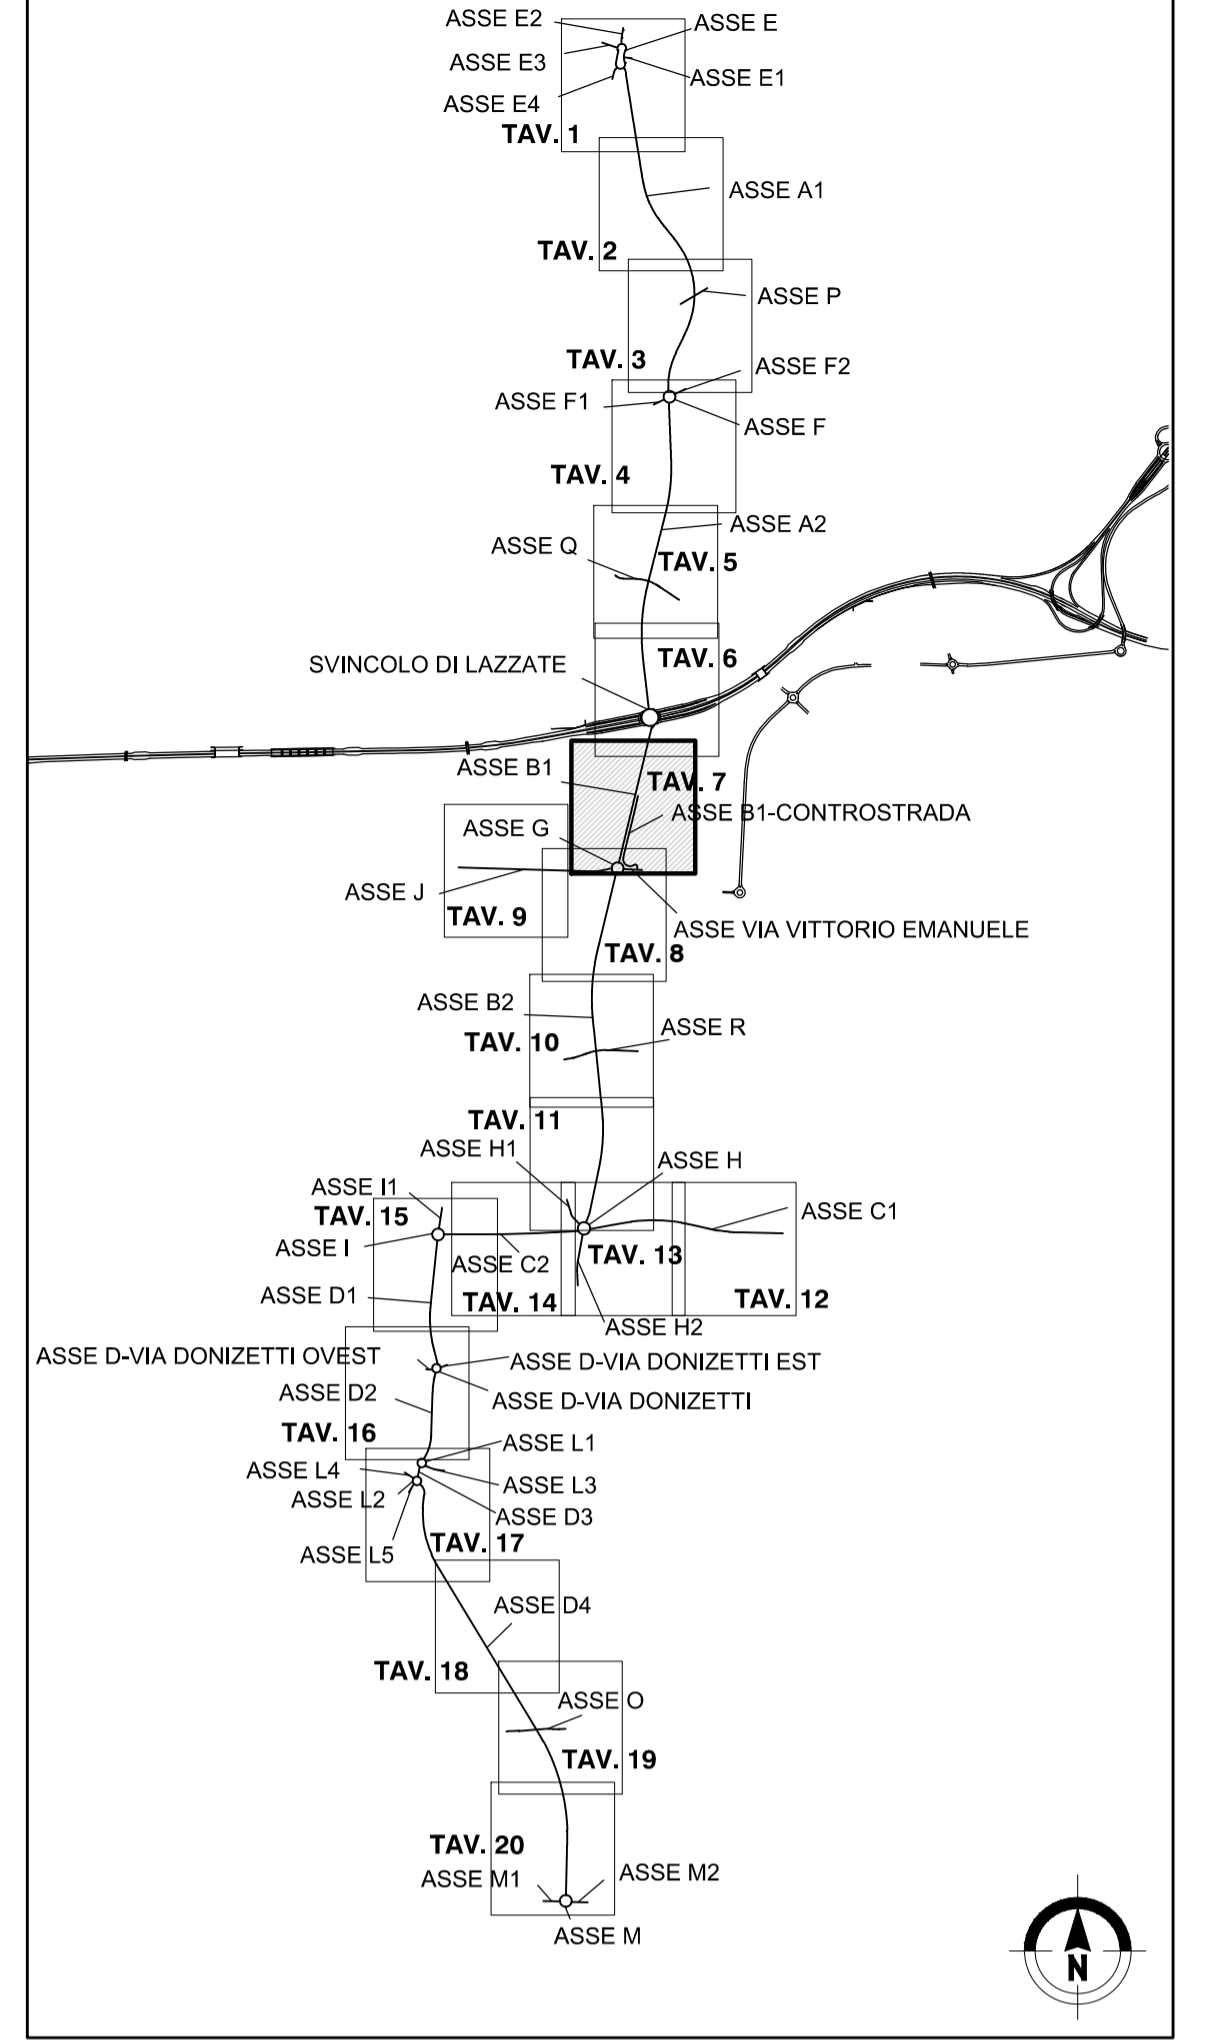 ASSE E2
ASSE E
ASSE E3
ASSE E1
ASSE E4
TAV. 1
ASSE A1
TAV. 2
ASSE P
TAV. 3
ASSE F2
ASSE F1
ASSE F
TAV. 4
ASSE A2
ASSE Q
TAV. 5
SVINCOLO DI LAZZATE
TAV. 6
ASSE B1
TAV. 7
ASSE B1-CONTROSTRADA
ASSE G
ASSE J
TAV. 9
ASSE VIA VITTORIO EMANUELE
TAV. 8
ASSE B2
ASSE R
TAV. 10
TAV. 11
ASSE H1
ASSE H
ASSE I1
ASSE C1
TAV. 15
ASSE I
TAV. 13
ASSE C2
ASSE D1
TAV. 14
TAV. 12
ASSE H2
ASSE D-VIA DONIZETTI OVEST
ASSE D-VIA DONIZETTI EST
ASSE D2
ASSE D-VIA DONIZETTI
TAV. 16
ASSE L1
ASSE L4
ASSE L3
ASSE L2
ASSE D3
TAV. 17
ASSE L5
ASSE D4
TAV. 18
ASSE O
TAV. 19
TAV. 20
ASSE M1
ASSE M2
ASSE M
N